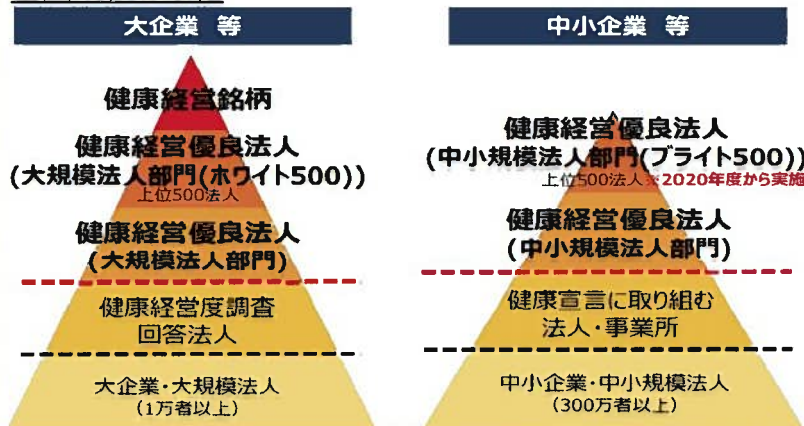 大企業 等
健康経営銘柄
健康経営優良法人
(大規模法人部門(ホワイト500))
上位500法人
健康経営優良法人
(大規模法人部門)
健康経営度調査
回答法人
大企業・大規模法人
(1万者以上)
中小企業 等
健康経営優良法人
(中小規模法人部門(ブライト500))
上位500法人※2020年度から実施
健康経営優良法人
(中小規模法人部門)
健康宣言に取り組む
法人・事業所
中小企業・中小規模法人
(300万者以上)